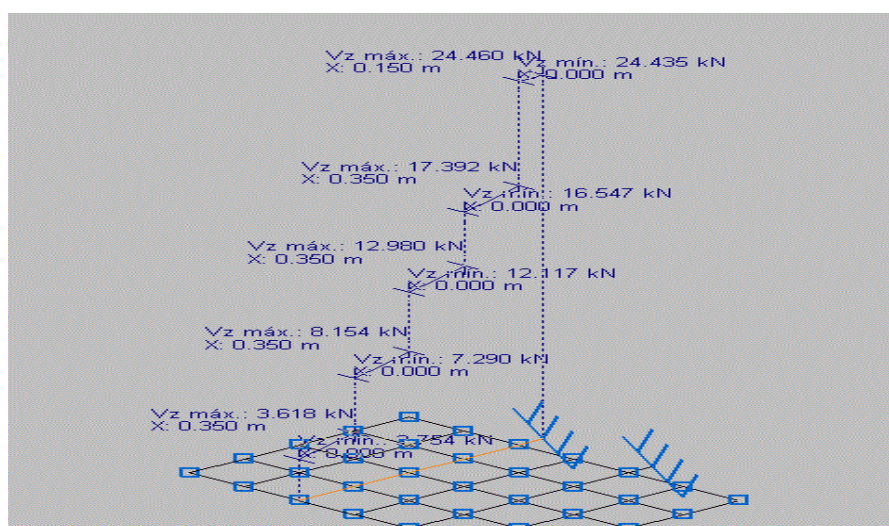 Vz máx.: 24.460 kN
X: 0.150 m
Vz mín.: 24.435 kN
X: 0.000 m
Vz máx.: 17.392 kN
X: 0.350 m
Vz mín.: 16.547 kN
X: 0.000 m
Vz máx.: 12.980 kN
X: 0.350 m
Vz mín.: 12.117 kN
X: 0.000 m
Vz máx.: 8.154 kN
X: 0.350 m
Vz mín.: 7.290 kN
X: 0.000 m
Vz máx.: 3.618 kN
X: 0.350 m
Vz mín.: 2.754 kN
X: 0.000 m